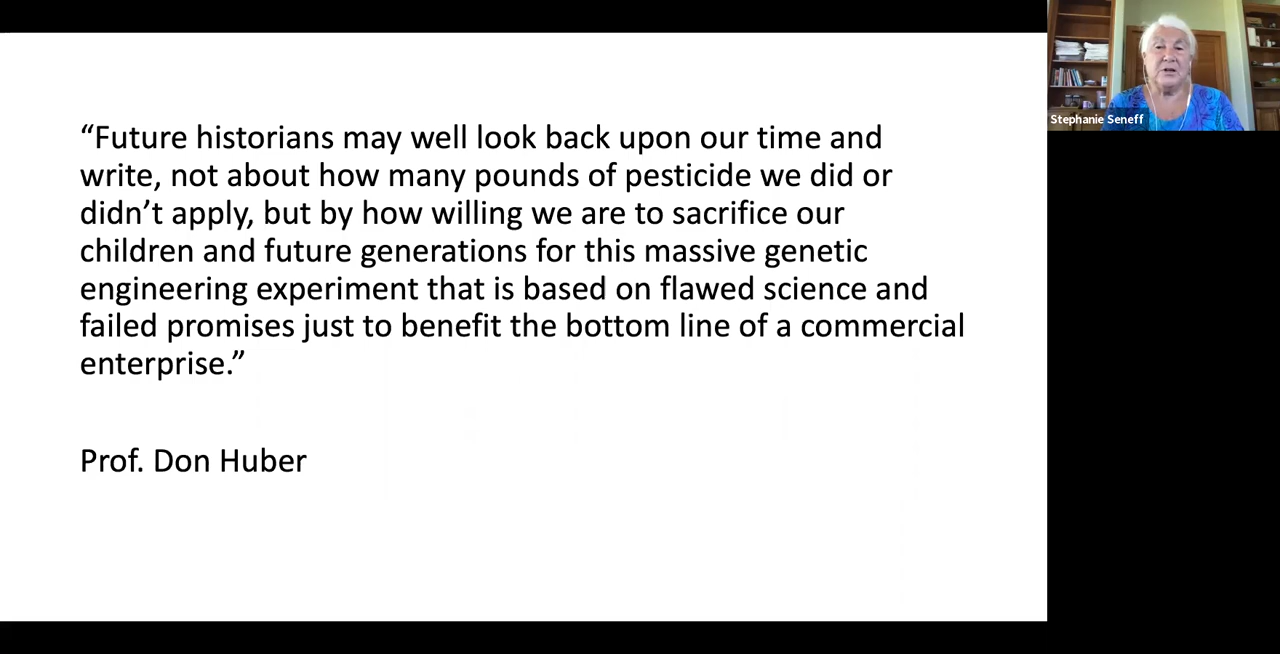 “Future historians may well look back upon our time and
write, not about how many pounds of pesticide we did or
didn’t apply, but by how willing we are to sacrifice our
children and future generations for this massive genetic
engineering experiment that is based on flawed science and
failed promises just to benefit the bottom line of a commercial
enterprise.”
Prof. Don Huber
Stephanie Seneff